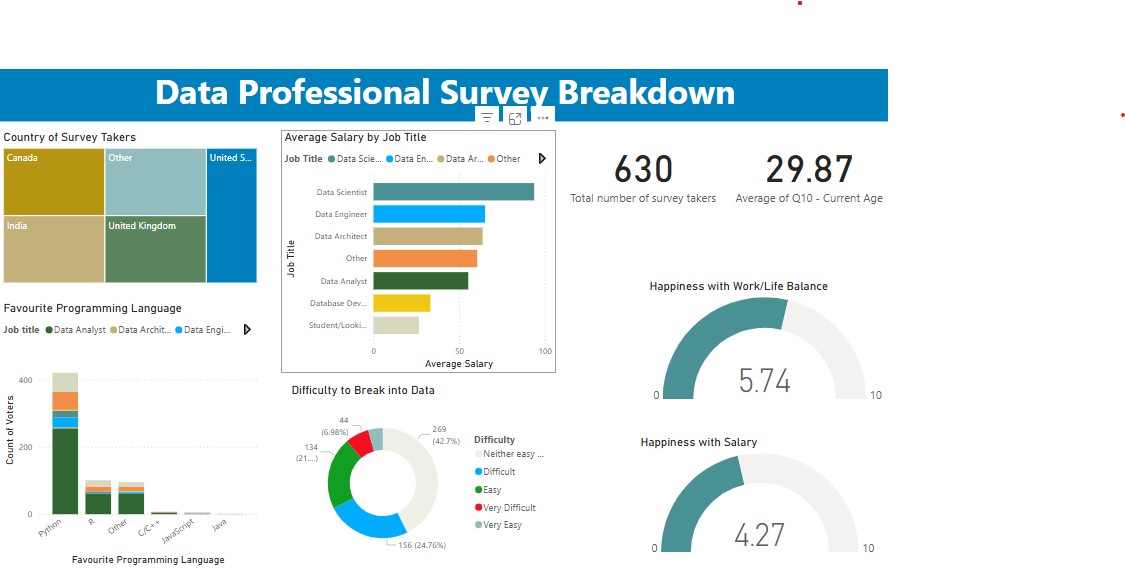 Data Professional Survey Breakdown
Country of Survey Takers
Canada
Other
United S...
India
United Kingdom
Average Salary by Job Title
Job Title Data Scie... Data En... Data Ar... Other
Job Title
Data Scientist
Data Engineer
Data Architect
Other
Data Analyst
Database Dev...
Student/Looki...
0 50 100
Average Salary
630
Total number of survey takers
29.87
Average of Q10 - Current Age
Favourite Programming Language
Job title Data Analyst Data Archit... Data Engi...
Count of Voters
400
200
0
Python R Other C/C++ JavaScript Java
Favourite Programming Language
Difficulty to Break into Data
44
(6.98%)
269
(42.7%)
134
(21....)
156 (24.76%)
Difficulty
Neither easy ...
Difficult
Easy
Very Difficult
Very Easy
Happiness with Work/Life Balance
5.74
0 10
Happiness with Salary
4.27
0 10